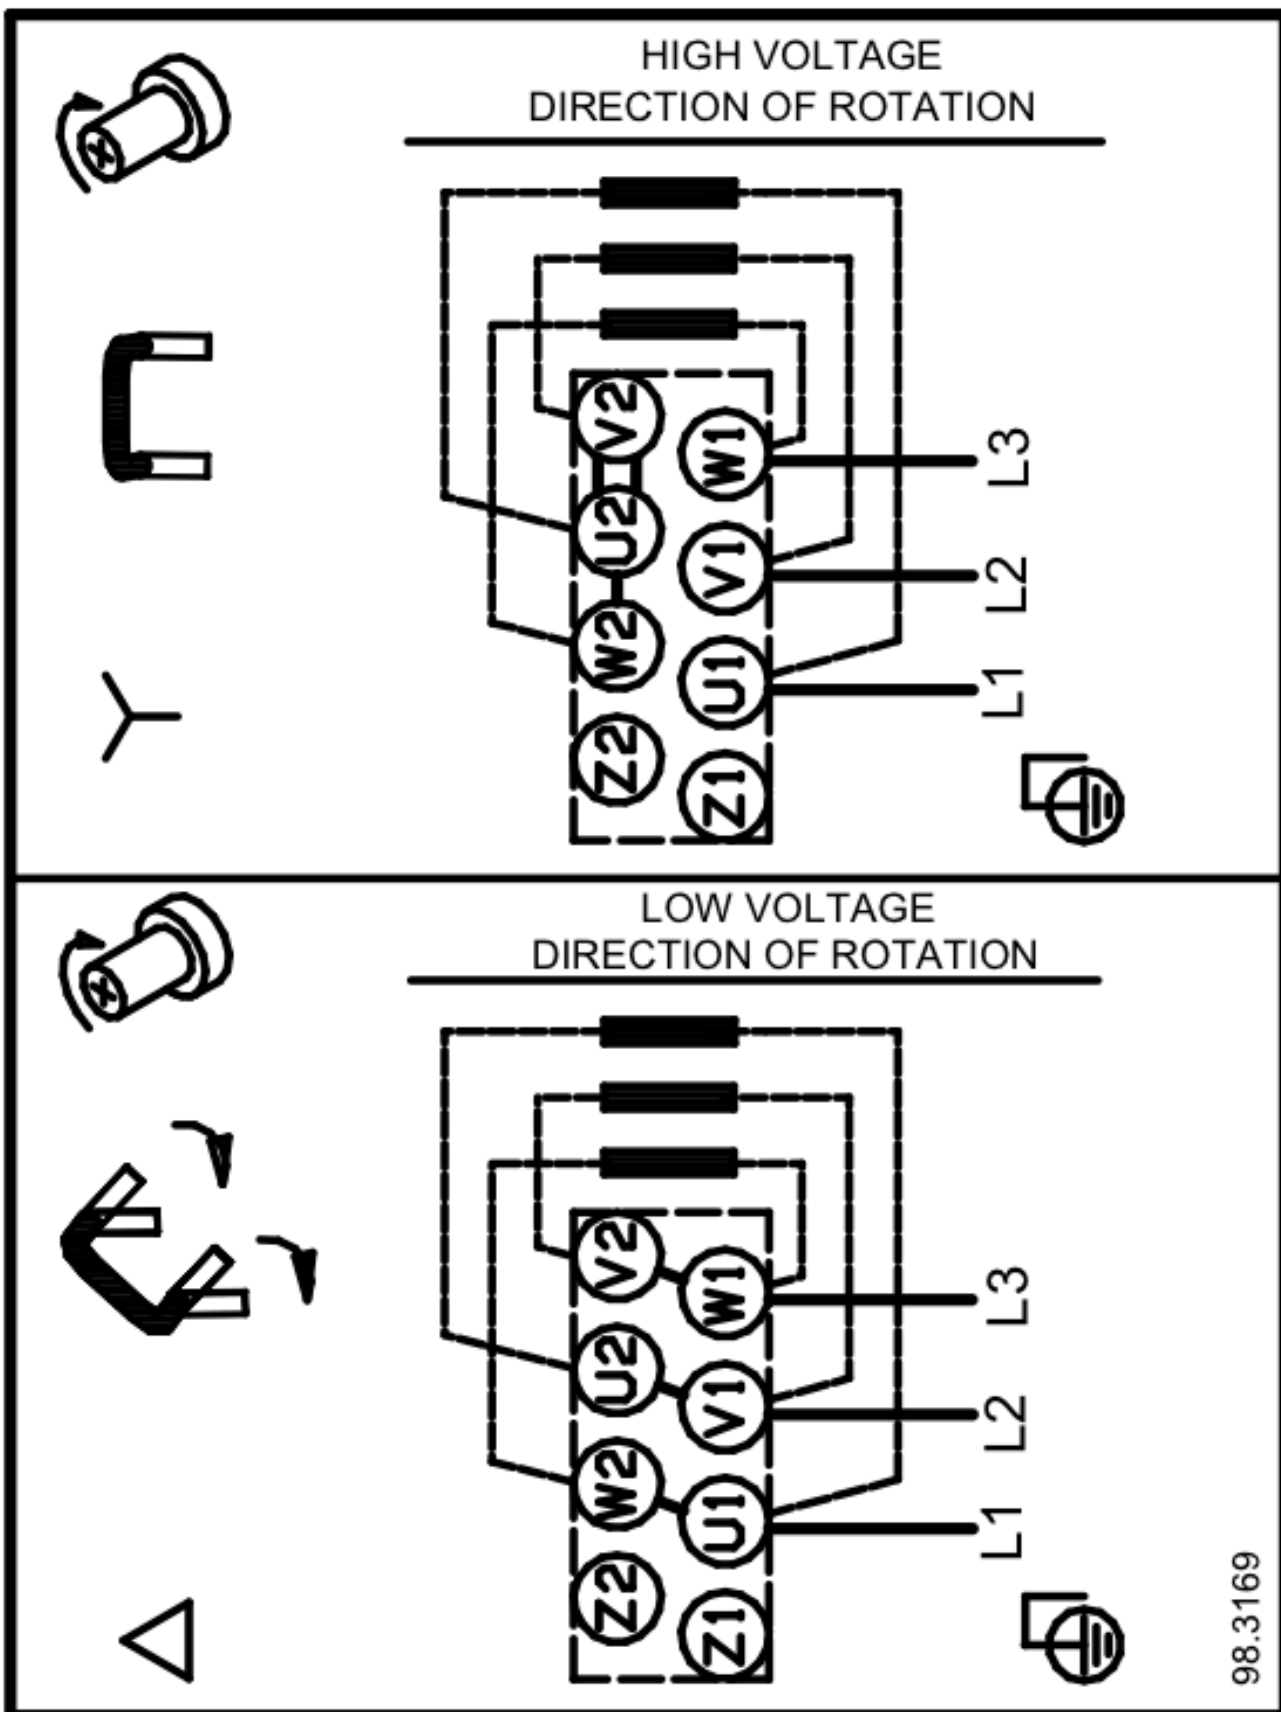 HIGH VOLTAGE
DIRECTION OF ROTATION
V2
W1
L3
U2
V1
L2
W2
U1
L1
Z2
Z1
LOW VOLTAGE
DIRECTION OF ROTATION
V2
W1
L3
U2
V1
L2
W2
U1
L1
Z2
Z1
98.3169